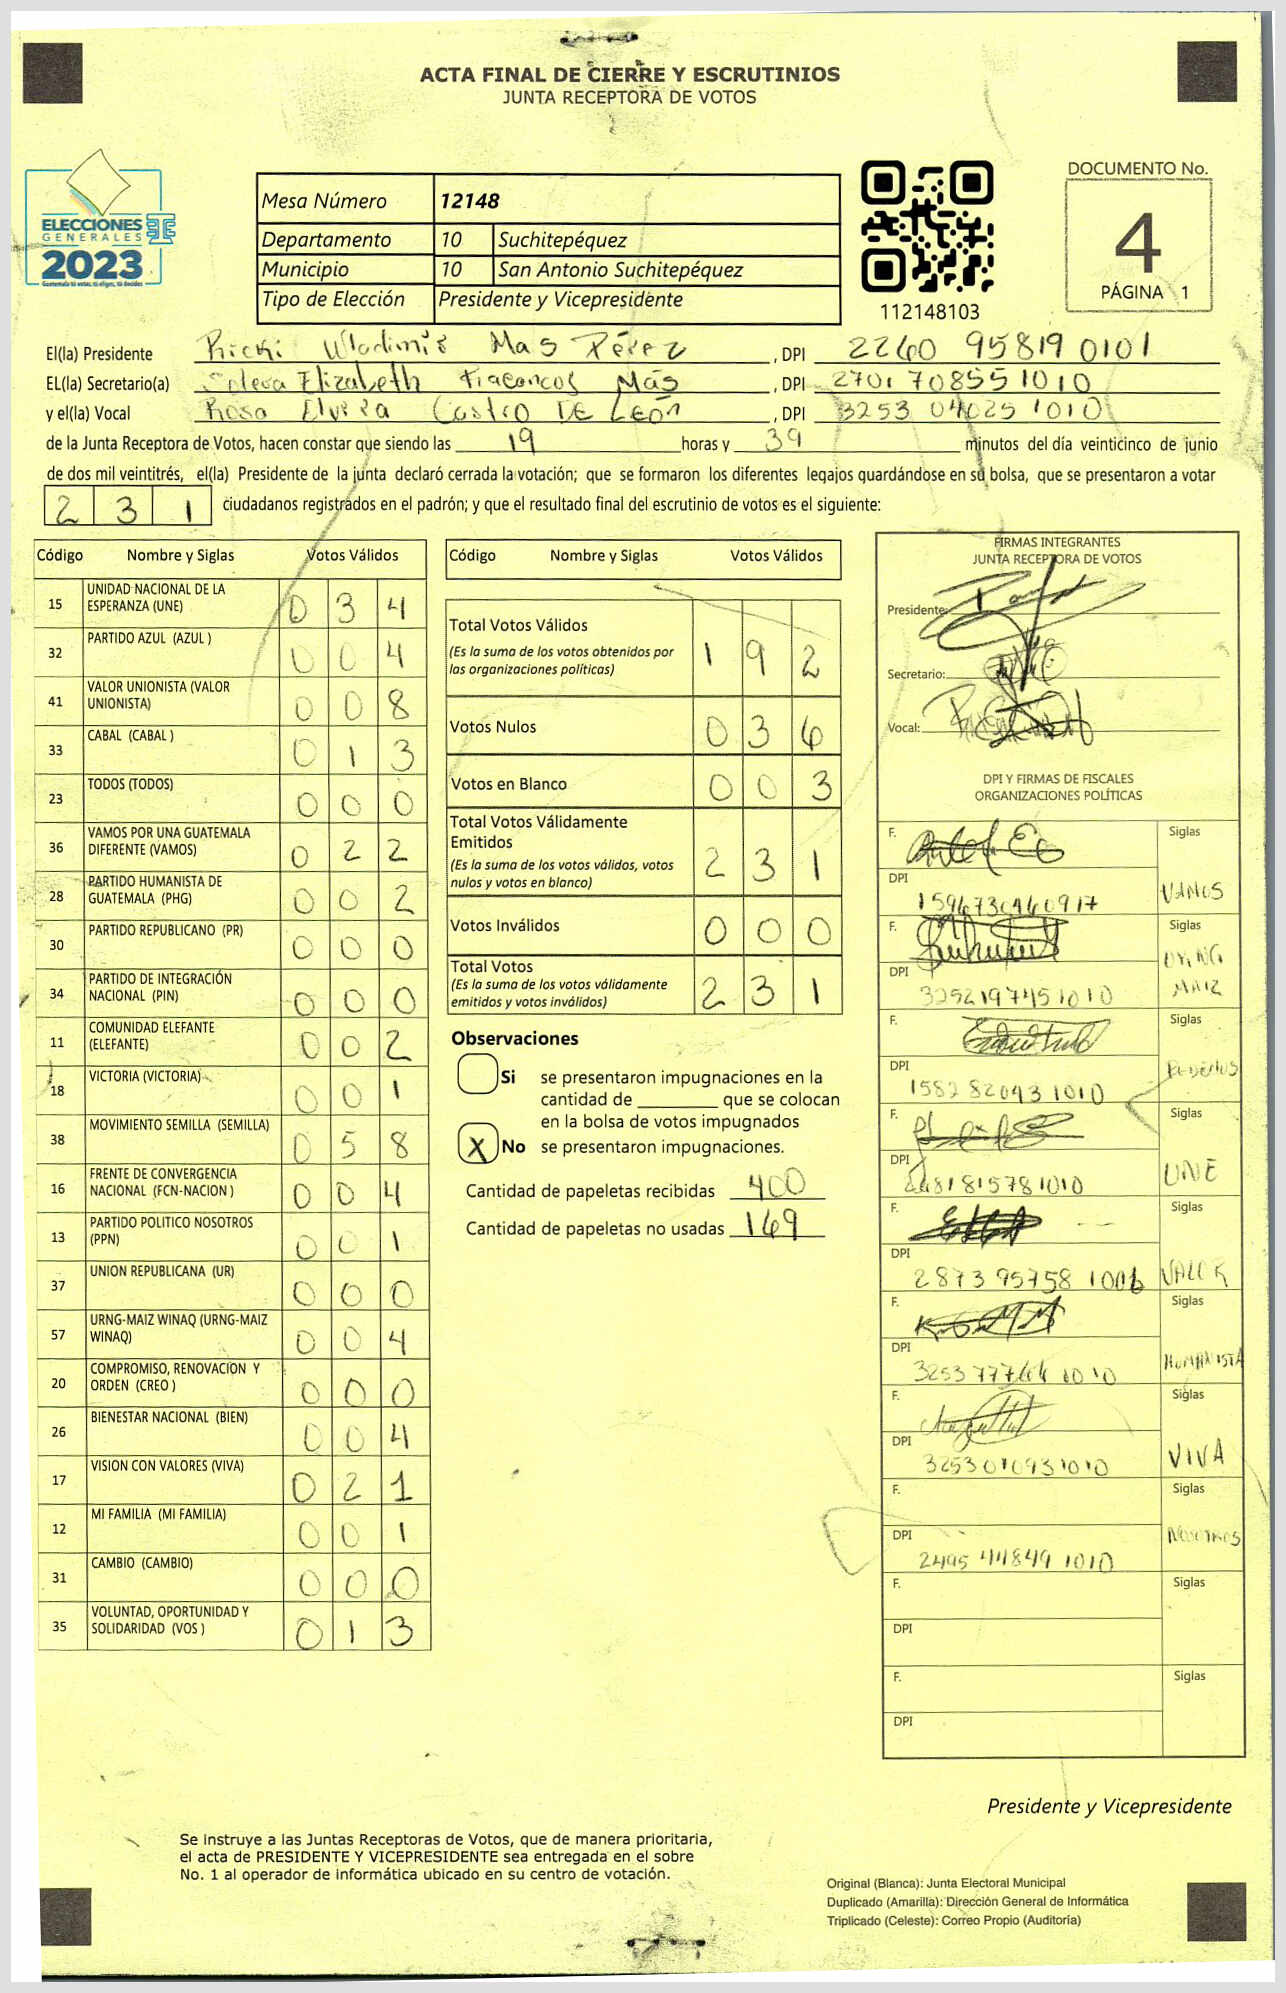 ACTA FINAL DE CIERRE Y ESCRUTINIOS
JUNTA RECEPTORA DE VOTOS
ELECCIONES
GENERALES
2023
Mesa Número 12148
Departamento 10 Suchitepéquez
Municipio 10 San Antonio Suchitepéquez
Tipo de Elección Presidente y Vicepresidente
112148103
DOCUMENTO No.
4
PÁGINA 1
El(la) Presidente Ricki Wladimir Mas Pérez, DPI 2260 95819 0101
EL(la) Secretario(a) Elizabeth Más, DPI 2701 70855 1010
y el(la) Vocal Rosa Elvira Castro DE LEÓN, DPI 3253 04025 1010
de la Junta Receptora de Votos, hacen constar que siendo las 19 horas y 39 minutos del día veinticinco de junio
de dos mil veintitrés, el(la) Presidente de la junta declaró cerrada la votación; que se formaron los diferentes legajos guardándose en su bolsa, que se presentaron a votar
2 3 1 ciudadanos registrados en el padrón; y que el resultado final del escrutinio de votos es el siguiente:
Código Nombre y Siglas Votos Válidos
15 UNIDAD NACIONAL DE LA ESPERANZA (UNE) 0 3 4
32 PARTIDO AZUL (AZUL ) 0 0 4
41 VALOR UNIONISTA (VALOR UNIONISTA) 0 0 8
33 CABAL (CABAL ) 0 1 3
23 TODOS (TODOS) 0 0 0
36 VAMOS POR UNA GUATEMALA DIFERENTE (VAMOS) 0 2 2
28 PARTIDO HUMANISTA DE GUATEMALA (PHG) 0 0 2
30 PARTIDO REPUBLICANO (PR) 0 0 0
34 PARTIDO DE INTEGRACIÓN NACIONAL (PIN) 0 0 0
11 COMUNIDAD ELEFANTE (ELEFANTE) 0 0 2
18 VICTORIA (VICTORIA) 0 0 1
38 MOVIMIENTO SEMILLA (SEMILLA) 0 5 8
16 FRENTE DE CONVERGENCIA NACIONAL (FCN-NACION ) 0 0 4
13 PARTIDO POLITICO NOSOTROS (PPN) 0 0 1
37 UNION REPUBLICANA (UR) 0 0 0
57 URNG-MAIZ WINAQ (URNG-MAIZ WINAQ) 0 0 4
20 COMPROMISO, RENOVACION Y ORDEN (CREO ) 0 0 0
26 BIENESTAR NACIONAL (BIEN) 0 0 4
17 VISION CON VALORES (VIVA) 0 2 1
12 MI FAMILIA (MI FAMILIA) 0 0 1
31 CAMBIO (CAMBIO) 0 0 0
35 VOLUNTAD, OPORTUNIDAD Y SOLIDARIDAD (VOS ) 0 1 3
Código Nombre y Siglas Votos Válidos
Total Votos Válidos 1 9 2
(Es la suma de los votos obtenidos por
las organizaciones políticas)
Votos Nulos 0 3 6
Votos en Blanco 0 0 3
Total Votos Válidamente
Emitidos 2 3 1
(Es la suma de los votos válidos, votos
nulos y votos en blanco)
Votos Inválidos 0 0 0
Total Votos 2 3 1
(Es la suma de los votos válidamente
emitidos y votos inválidos)
Observaciones
Si se presentaron impugnaciones en la
cantidad de ________ que se colocan
en la bolsa de votos impugnados
X No se presentaron impugnaciones.
Cantidad de papeletas recibidas 400
Cantidad de papeletas no usadas 169
FIRMAS INTEGRANTES
JUNTA RECEPTORA DE VOTOS
Presidente:
Secretario:
Vocal:
DPI Y FIRMAS DE FISCALES
ORGANIZACIONES POLÍTICAS
F. Siglas
DPI VAMOS
F. Siglas
DPI 3252197451010 URNG MAIZ
F. Siglas
DPI 1582 82093 1010
F. Siglas
DPI 2481815781010 UNE
F. Siglas
DPI 2873 95758 1006 VALOR
F. Siglas
DPI HUMANISTA
F. Siglas
DPI 3253010931010 VIVA
F. Siglas
DPI 2495 44849 1010 NOSOTROS
F. Siglas
DPI
F. Siglas
DPI
Presidente y Vicepresidente
Se instruye a las Juntas Receptoras de Votos, que de manera prioritaria,
el acta de PRESIDENTE Y VICEPRESIDENTE sea entregada en el sobre
No. 1 al operador de informática ubicado en su centro de votación.
Original (Blanca): Junta Electoral Municipal
Duplicado (Amarilla): Dirección General de Informática
Triplicado (Celeste): Correo Propio (Auditoría)